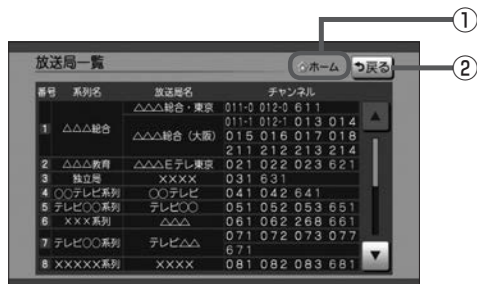 ①
放送局一覧 ホーム 戻る
②
番号 系列名 放送局名 チャンネル
1 △△△総合 △△△総合・東京 011-0 012-0 611
△△△総合（大阪） 011-1 012-1 013 014
015 016 017 018
211 212 213 214
2 △△△教育 △△△Eテレ東京 021 022 023 621
3 独立局 ×××× 031 631
4 ○○テレビ系列 ○○テレビ 041 042 641
5 テレビ○○系列 テレビ○○ 051 052 053 651
6 ×××系列 △△△ 061 062 268 661
7 テレビ○○系列 テレビ△△ 071 072 073 077
671
8 ×××××系列 ×××× 081 082 083 681